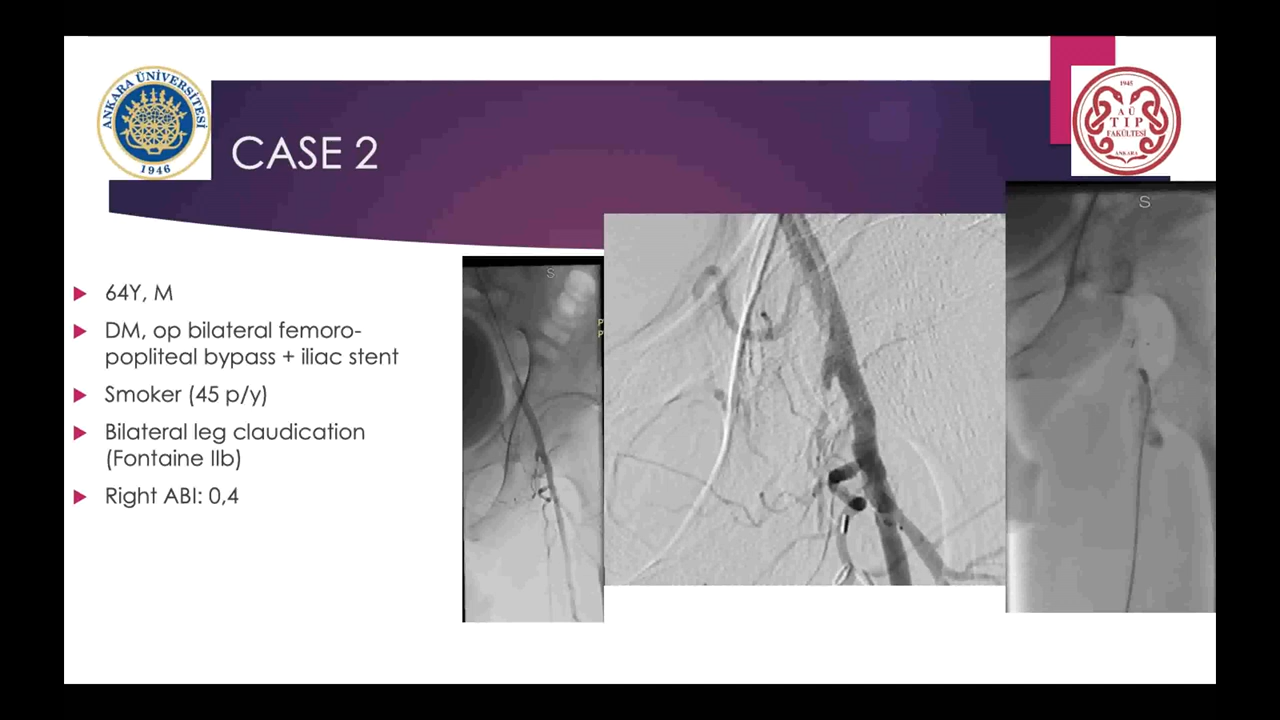 ANKARA ÜNİVERSİTESİ
1946
CASE 2
1945
A Ü
TIP
FAKÜLTESİ
ANKARA
S
S
64Y, M
DM, op bilateral femoro-
popliteal bypass + iliac stent
Smoker (45 p/y)
Bilateral leg claudication
(Fontaine IIb)
Right ABI: 0,4